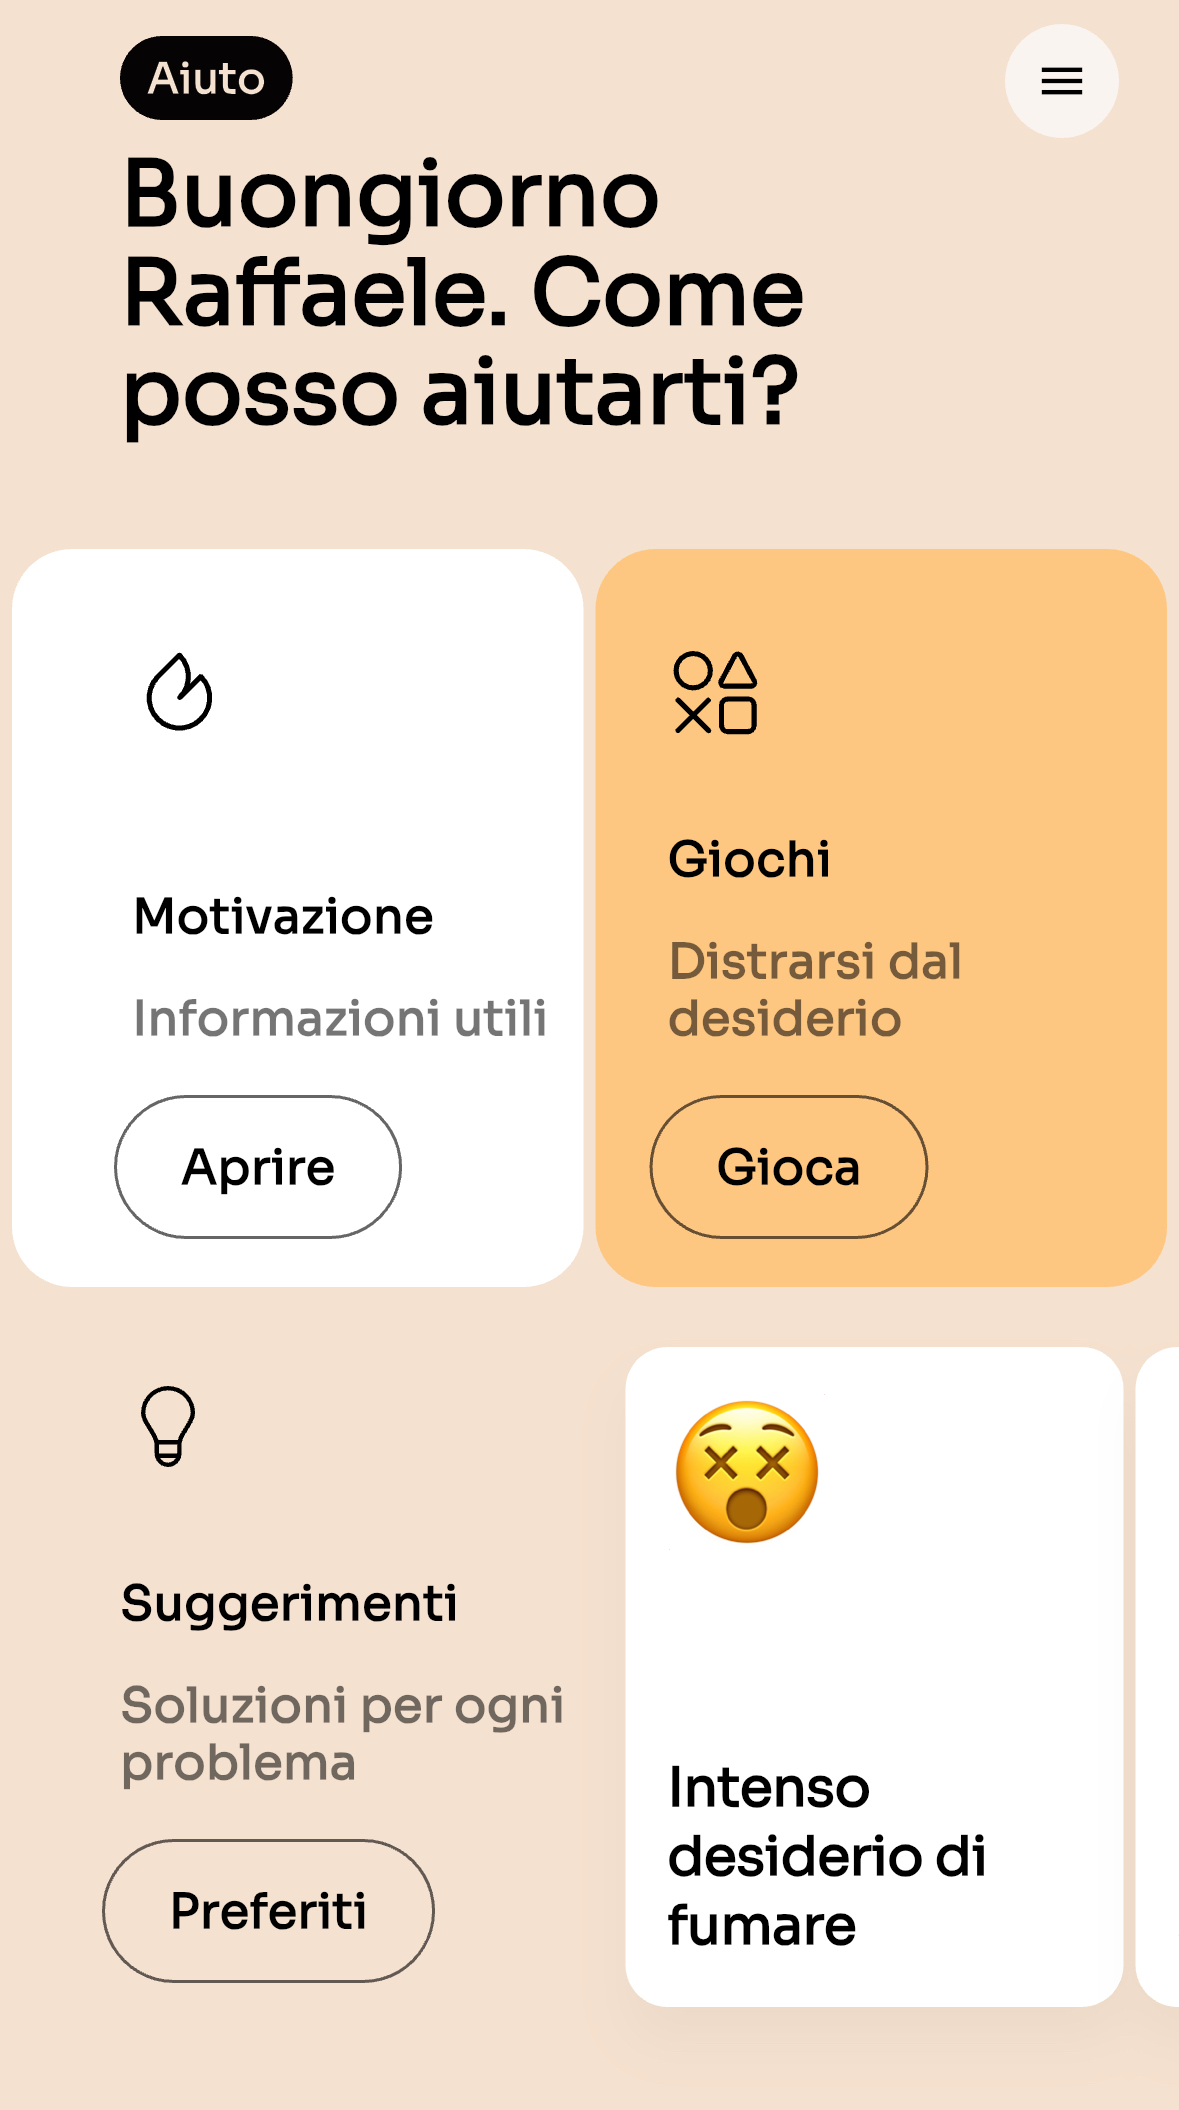 Aiuto
Buongiorno
Raffaele. Come
posso aiutarti?
Motivazione
Informazioni utili
Aprire
Giochi
Distrarsi dal
desiderio
Gioca
Suggerimenti
Soluzioni per ogni
problema
Preferiti
Intenso
desiderio di
fumare